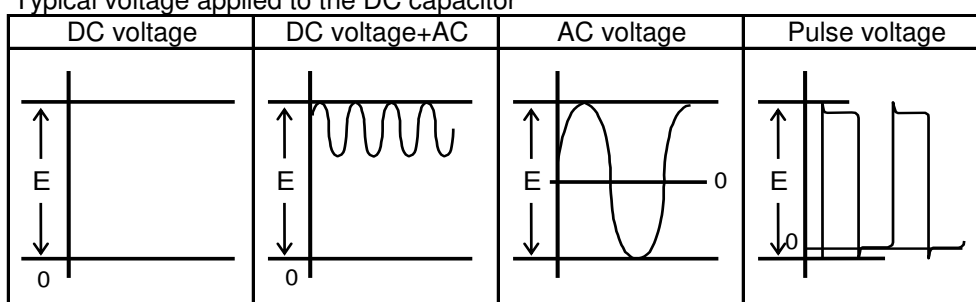 Typical voltage applied to the DC capacitor
DC voltage DC voltage+AC AC voltage Pulse voltage
E E E 0 E
0
0 0